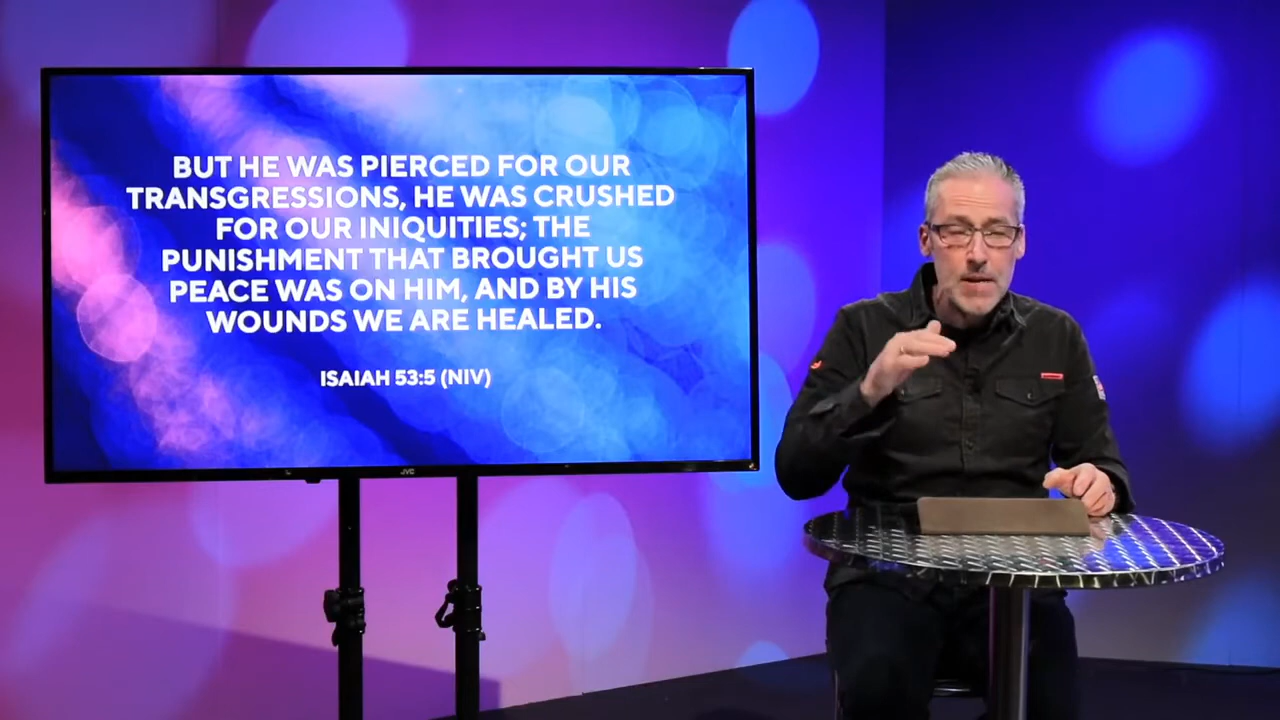 BUT HE WAS PIERCED FOR OUR
TRANSGRESSIONS, HE WAS CRUSHED
FOR OUR INIQUITIES; THE
PUNISHMENT THAT BROUGHT US
PEACE WAS ON HIM, AND BY HIS
WOUNDS WE ARE HEALED.
ISAIAH 53:5 (NIV)
JVC